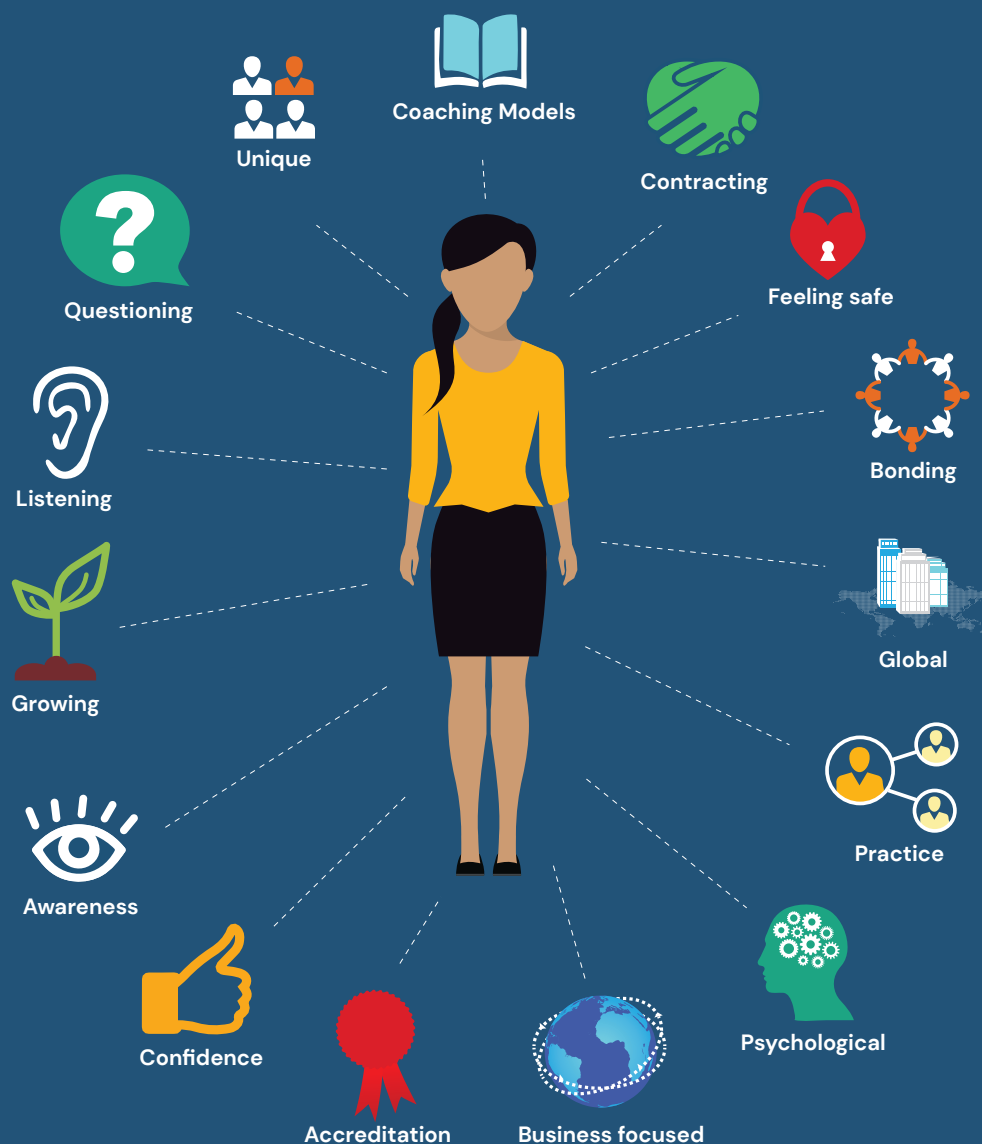 Coaching Models
Unique
Contracting
?
Questioning
Feeling safe
Listening
Bonding
Growing
Global
Awareness
Practice
Confidence
Psychological
Accreditation
Business focused